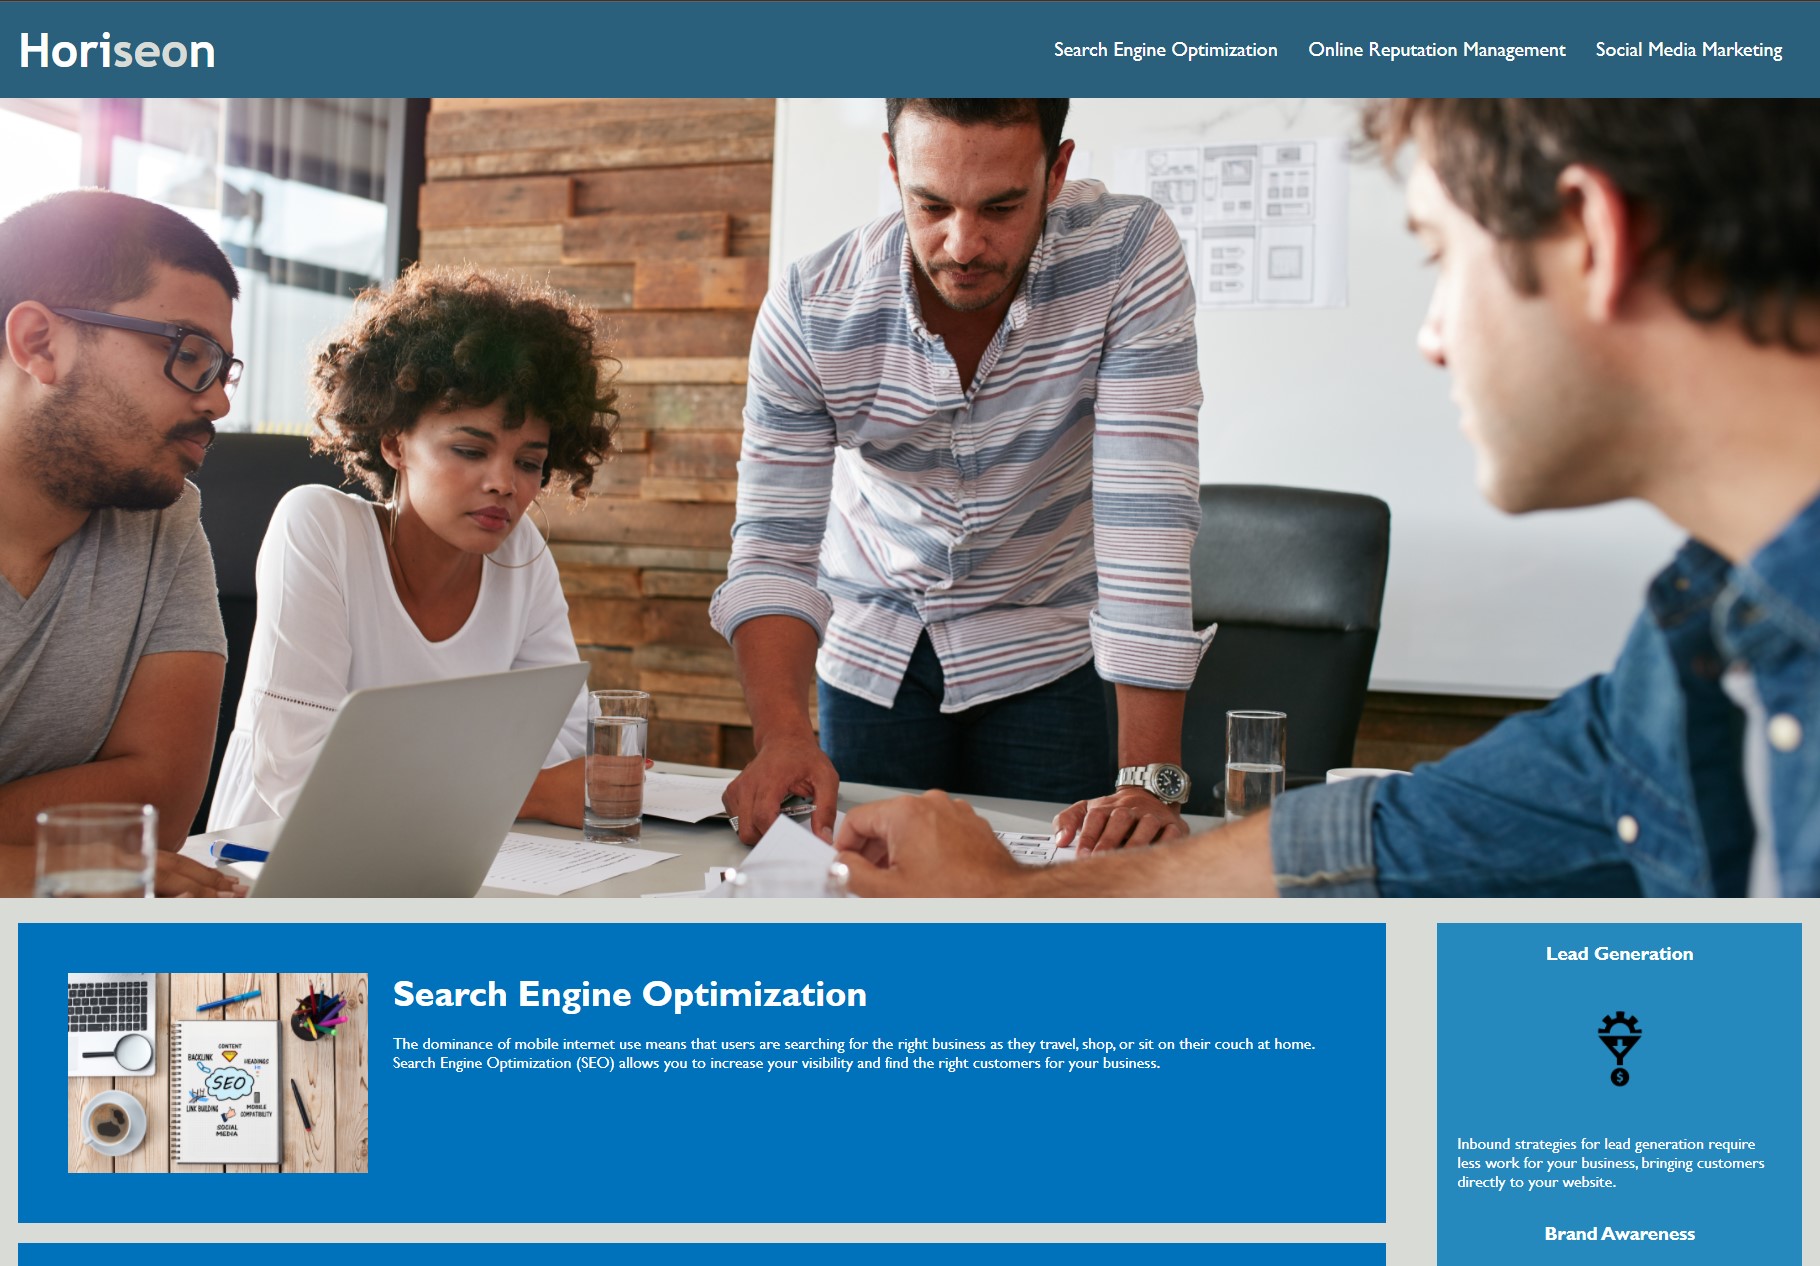 Horiseon
Search Engine Optimization
Online Reputation Management
Social Media Marketing
Search Engine Optimization
The dominance of mobile internet use means that users are searching for the right business as they travel, shop, or sit on their couch at home.
Search Engine Optimization (SEO) allows you to increase your visibility and find the right customers for your business.
CONTENT
BACKLINK
HEADINGS
SEO
LINK BUILDING
MOBILE
COMPATIBILITY
SOCIAL
MEDIA
Lead Generation
$
Inbound strategies for lead generation require
less work for your business, bringing customers
directly to your website.
Brand Awareness